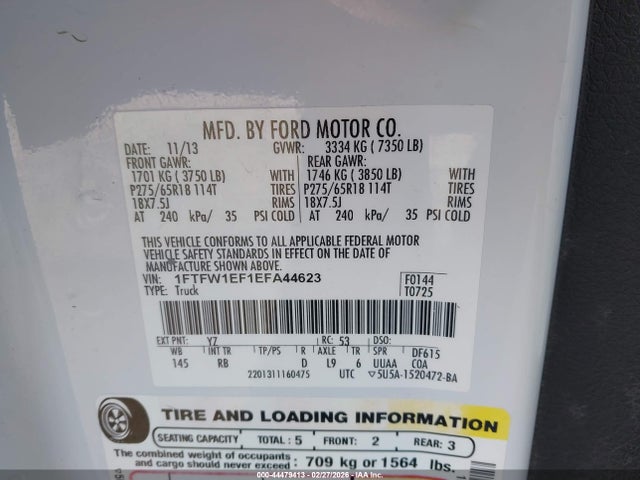 MFD. BY FORD MOTOR CO.
DATE: 11/13 GVWR: 3334 KG ( 7350 LB)
FRONT GAWR: REAR GAWR:
1701 KG ( 3750 LB) WITH 1746 KG ( 3850 LB) WITH
P275/65R18 114T TIRES P275/65R18 114T TIRES
18X7.5J RIMS 18X7.5J RIMS
AT 240 kPa/ 35 PSI COLD AT 240 kPa/ 35 PSI COLD
THIS VEHICLE CONFORMS TO ALL APPLICABLE FEDERAL MOTOR
VEHICLE SAFETY STANDARDS IN EFFECT ON THE DATE OF
MANUFACTURE SHOWN ABOVE.
VIN: 1FTFW1EF1EFA44623 F0144
TYPE: Truck T0725
EXT PNT: YZ RC: 53 DSO:
WB INT TR TP/PS R AXLE TR SPR DF615
145 RB D L9 6 UUAA COA
2201311160475 UTC 5U5A-1520472-BA
TIRE AND LOADING INFORMATION
SEATING CAPACITY TOTAL: 5 FRONT: 2 REAR: 3
The combined weight of occupants
and cargo should never exceed: 709 kg or 1564 lbs.
000-44479413 - 02/27/2026 - IAA Inc.